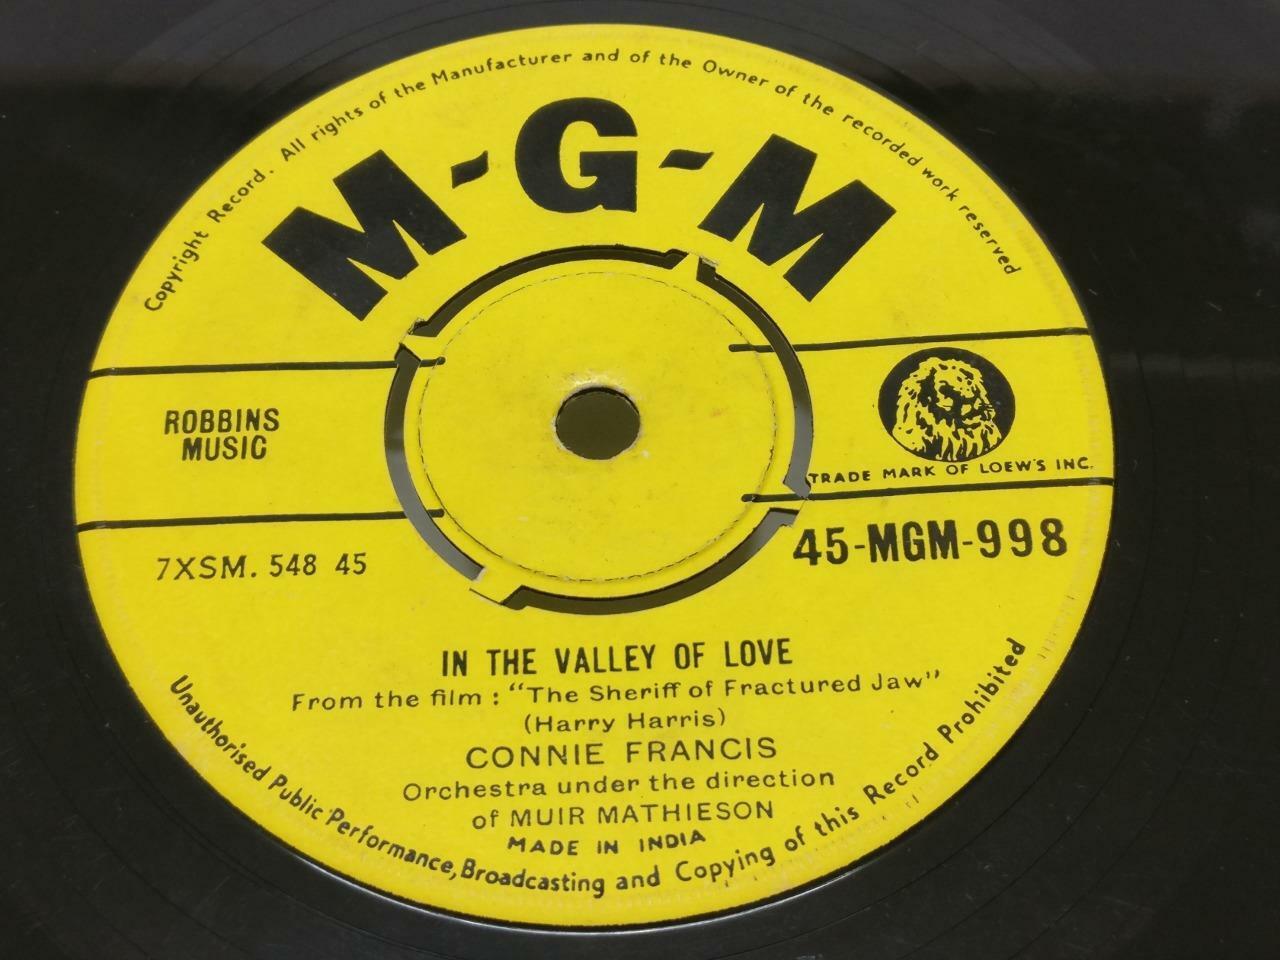 Copyright Record. All rights of the Manufacturer and of the Owner of the recorded work reserved
M-G-M
ROBBINS
MUSIC
TRADE MARK OF LOEW'S INC.
7XSM. 548 45
45-MGM-998
IN THE VALLEY OF LOVE
From the film : "The Sheriff of Fractured Jaw"
(Harry Harris)
CONNIE FRANCIS
Orchestra under the direction
of MUIR MATHIESON
MADE IN INDIA
Unauthorised Public Performance, Broadcasting and Copying of this Record Prohibited